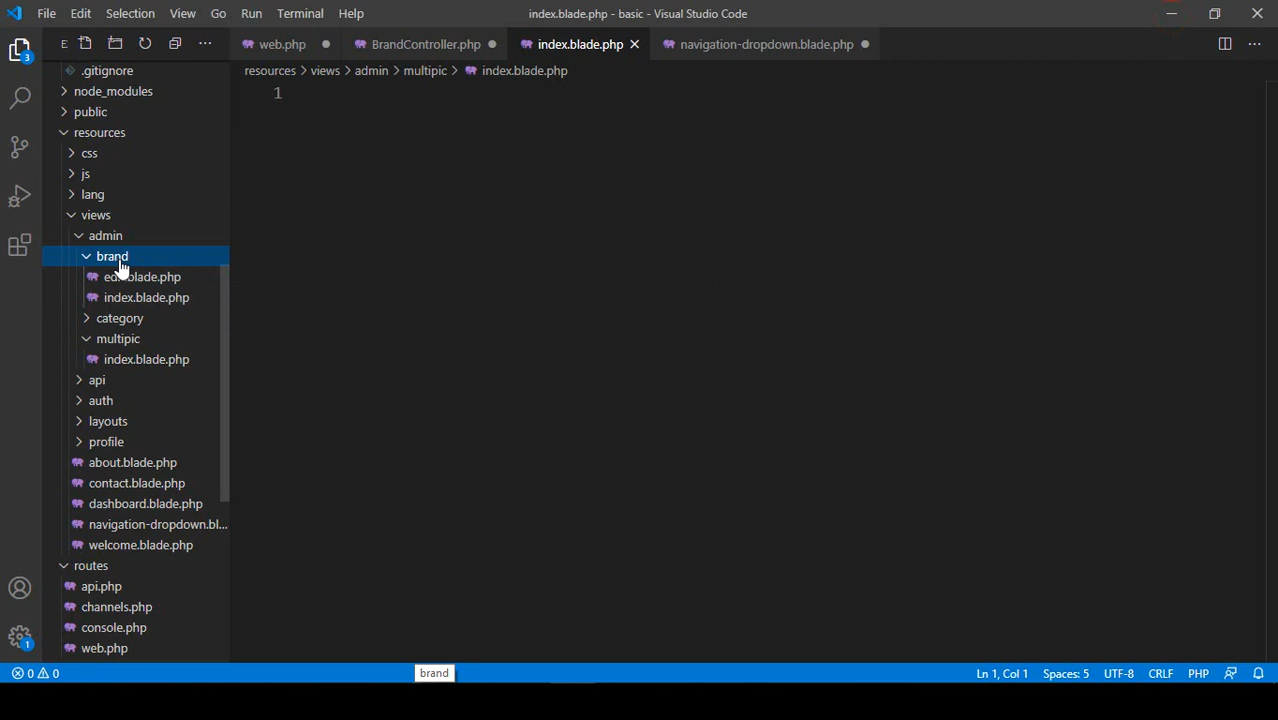 File Edit Selection View Go Run Terminal Help index.blade.php - basic - Visual Studio Code
3
E
web.php BrandController.php index.blade.php navigation-dropdown.blade.php
resources > views > admin > multipic > index.blade.php
1
.gitignore
node_modules
public
resources
css
js
lang
views
admin
brand
index.blade.php
category
multipic
index.blade.php
api
auth
layouts
profile
about.blade.php
contact.blade.php
dashboard.blade.php
navigation-dropdown.bl...
welcome.blade.php
routes
api.php
channels.php
console.php
web.php
1
brand
0 0 Ln 1, Col 1 Spaces: 5 UTF-8 CRLF PHP